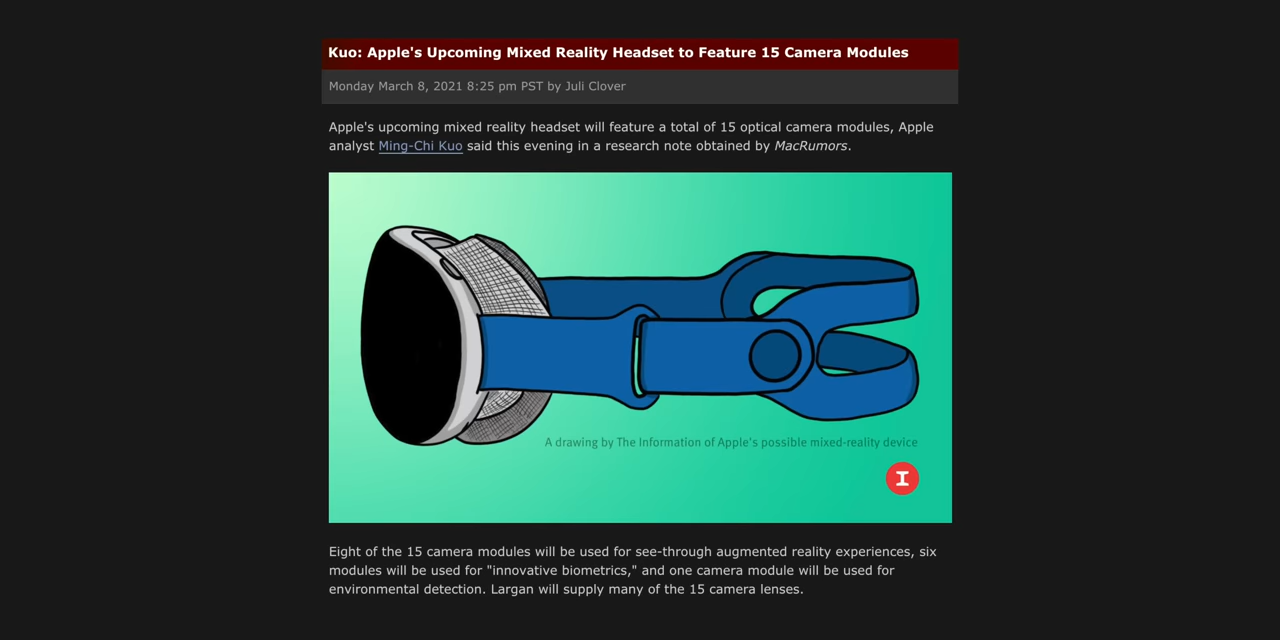 Kuo: Apple's Upcoming Mixed Reality Headset to Feature 15 Camera Modules
Monday March 8, 2021 8:25 pm PST by Juli Clover
Apple's upcoming mixed reality headset will feature a total of 15 optical camera modules, Apple
analyst Ming-Chi Kuo said this evening in a research note obtained by MacRumors.
A drawing by The Information of Apple's possible mixed-reality device
I
Eight of the 15 camera modules will be used for see-through augmented reality experiences, six
modules will be used for "innovative biometrics," and one camera module will be used for
environmental detection. Largan will supply many of the 15 camera lenses.